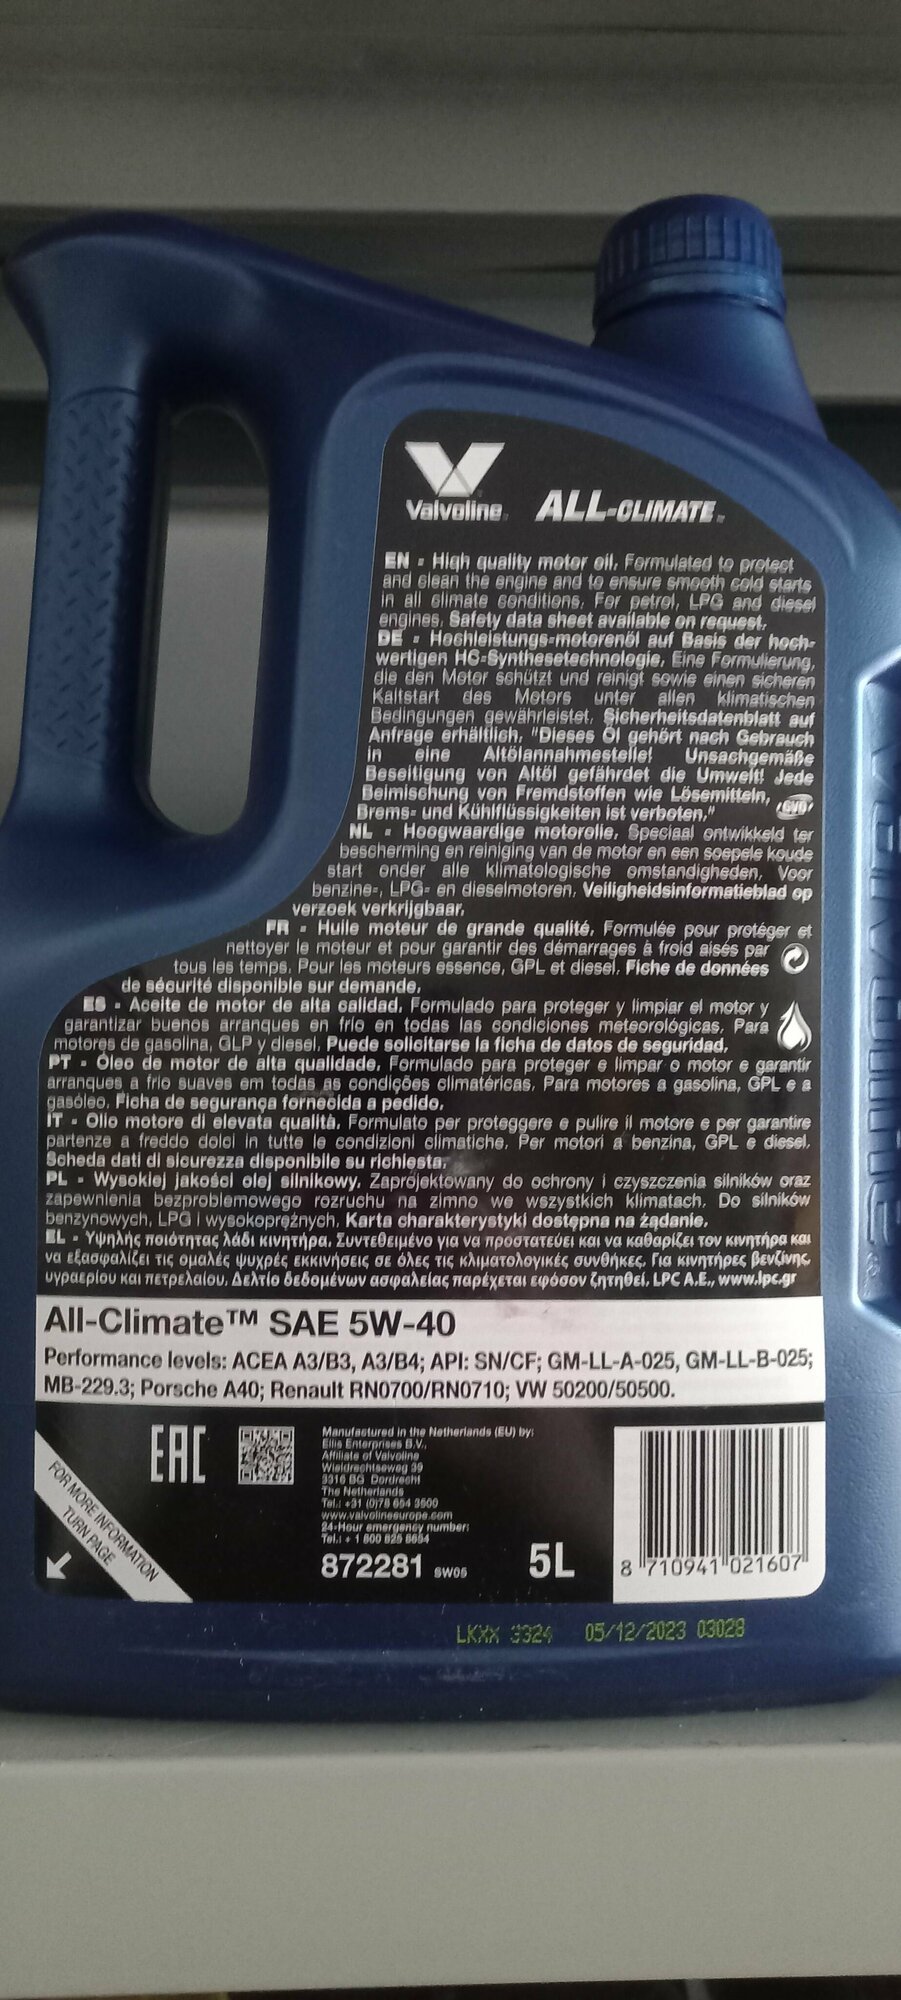 Valvoline™ ALL-CLIMATE™
EN - High quality motor oil. Formulated to protect
and clean the engine and to ensure smooth cold starts
in all climate conditions. For petrol, LPG and diesel
engines. Safety data sheet available on request.
DE - Hochleistungs-motorenöl auf Basis der hoch-
wertigen HC-Synthesetechnologie. Eine Formulierung,
die den Motor schützt und reinigt sowie einen sicheren
Kaltstart des Motors unter allen klimatischen
Bedingungen gewährleistet. Sicherheitsdatenblatt auf
Anfrage erhältlich. "Dieses Öl gehört nach Gebrauch
in eine Altölannahmestelle! Unsachgemäße
Beseitigung von Altöl gefährdet die Umwelt! Jede
Beimischung von Fremdstoffen wie Lösemitteln,
Brems- und Kühlflüssigkeiten ist verboten."
NL - Hoogwaardige motorolie. Speciaal ontwikkeld ter
bescherming en reiniging van de motor en een soepele koude
start onder alle klimatologische omstandigheden. Voor
benzine-, LPG- en dieselmotoren. Veiligheidsinformatieblad op
verzoek verkrijgbaar.
FR - Huile moteur de grande qualité. Formulée pour protéger et
nettoyer le moteur et pour garantir des démarrages à froid aisés par
tous les temps. Pour les moteurs essence, GPL et diesel. Fiche de données
de sécurité disponible sur demande.
ES - Aceite de motor de alta calidad. Formulado para proteger y limpiar el motor y
garantizar buenos arranques en frío en todas las condiciones meteorológicas. Para
motores de gasolina, GLP y diesel. Puede solicitarse la ficha de datos de seguridad.
PT - Óleo de motor de alta qualidade. Formulado para proteger e limpar o motor e garantir
arranques a frio suaves em todas as condições climatéricas. Para motores a gasolina, GPL e a
gasóleo. Ficha de segurança fornecida a pedido.
IT - Olio motore di elevata qualità. Formulato per proteggere e pulire il motore e per garantire
partenze a freddo dolci in tutte le condizioni climatiche. Per motori a benzina, GPL e diesel.
Scheda dati di sicurezza disponibile su richiesta.
PL - Wysokiej jakości olej silnikowy. Zaprojektowany do ochrony i czyszczenia silników oraz
zapewnienia bezproblemowego rozruchu na zimno we wszystkich klimatach. Do silników
benzynowych, LPG i wysokoprężnych. Karta charakterystyki dostępna na żądanie.
EL - Υψηλής ποιότητας λάδι κινητήρα. Συντεθειμένο για να προστατεύει και να καθαρίζει τον κινητήρα και
να εξασφαλίζει τις ομαλές ψυχρές εκκινήσεις σε όλες τις κλιματολογικές συνθήκες. Για κινητήρες βενζίνης,
υγραερίου και πετρελαίου. Δελτίο δεδομένων ασφαλείας παρέχεται εφόσον ζητηθεί. LPC A.E., www.lpc.gr
All-Climate™ SAE 5W-40
Performance levels: ACEA A3/B3, A3/B4; API: SN/CF; GM-LL-A-025, GM-LL-B-025;
MB-229.3; Porsche A40; Renault RN0700/RN0710; VW 50200/50500.
EAC
Manufactured in the Netherlands (EU) by:
Ellis Enterprises B.V.,
Affiliate of Valvoline
Wieldrechtseweg 39
3316 BG Dordrecht
The Netherlands
Tel.: +31 (0)78 654 3500
www.valvolineeurope.com
24-Hour emergency number:
Tel.: + 1 800 825 8654
872281 SW05
5L
8 710941 021607
FOR MORE INFORMATION
TURN PAGE
LKXX 3324 05/12/2023 03028
VALVOLINE